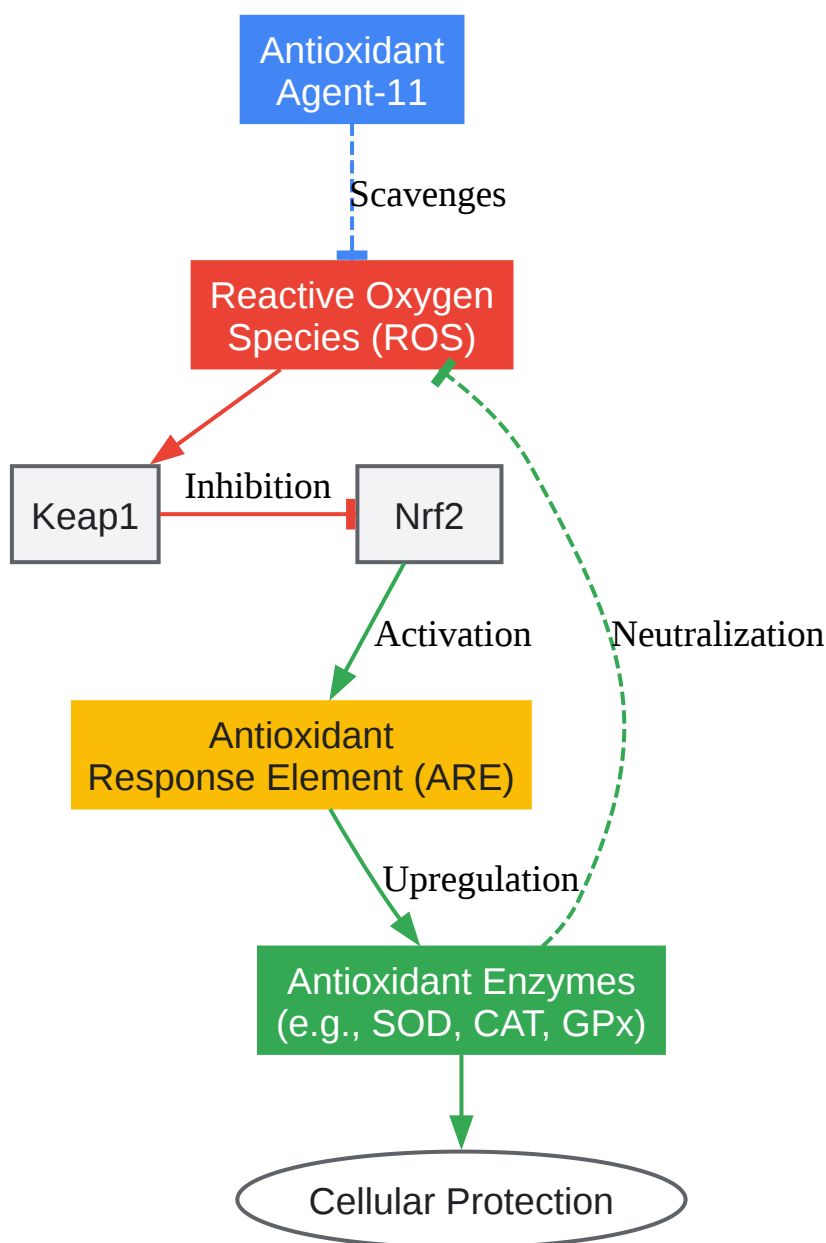 Antioxidant
Agent-11
Scavenges
Reactive Oxygen
Species (ROS)
Keap1
Inhibition
Nrf2
Activation
Neutralization
Antioxidant
Response Element (ARE)
Upregulation
Antioxidant Enzymes
(e.g., SOD, CAT, GPx)
Cellular Protection